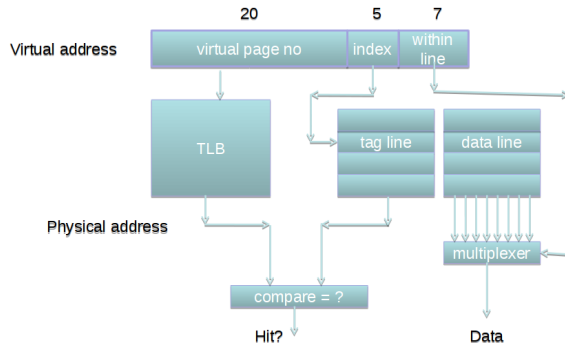 20 5 7
Virtual address
virtual page no
index
within
line
TLB
tag line
data line
Physical address
multiplexer
compare = ?
Hit?
Data